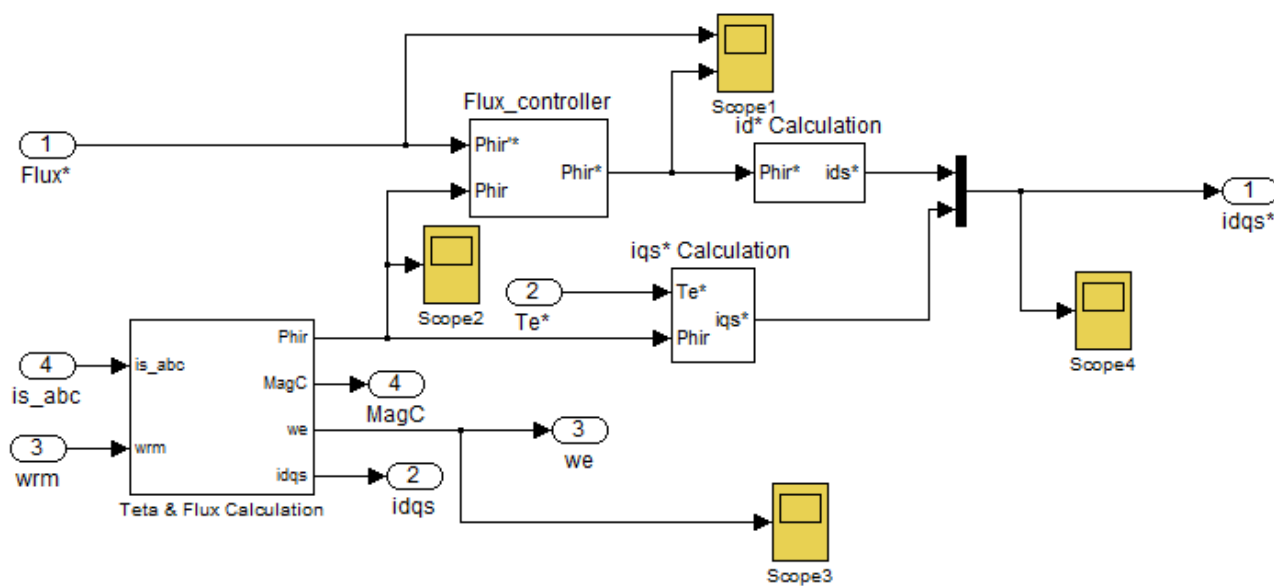 Scope1
Flux_controller
id* Calculation
1
Flux*
Phir'*
Phir
Phir*
Phir*
ids*
1
idqs*
Scope2
iqs* Calculation
2
Te*
Te*
Phir
iqs*
Scope4
4
is_abc
3
wrm
is_abc
wrm
Phir
MagC
we
idqs
Teta & Flux Calculation
4
MagC
3
we
2
idqs
Scope3